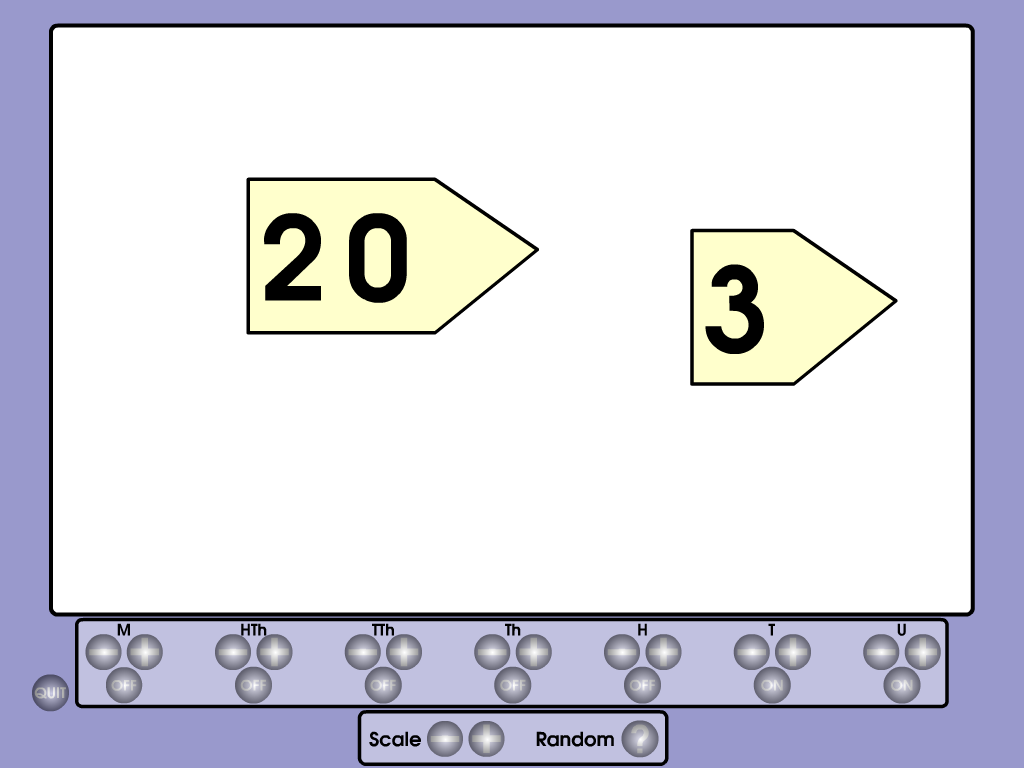 20
3
M HTh TTh Th H T U
OFF OFF OFF OFF OFF ON ON
QUIT
Scale Random ?